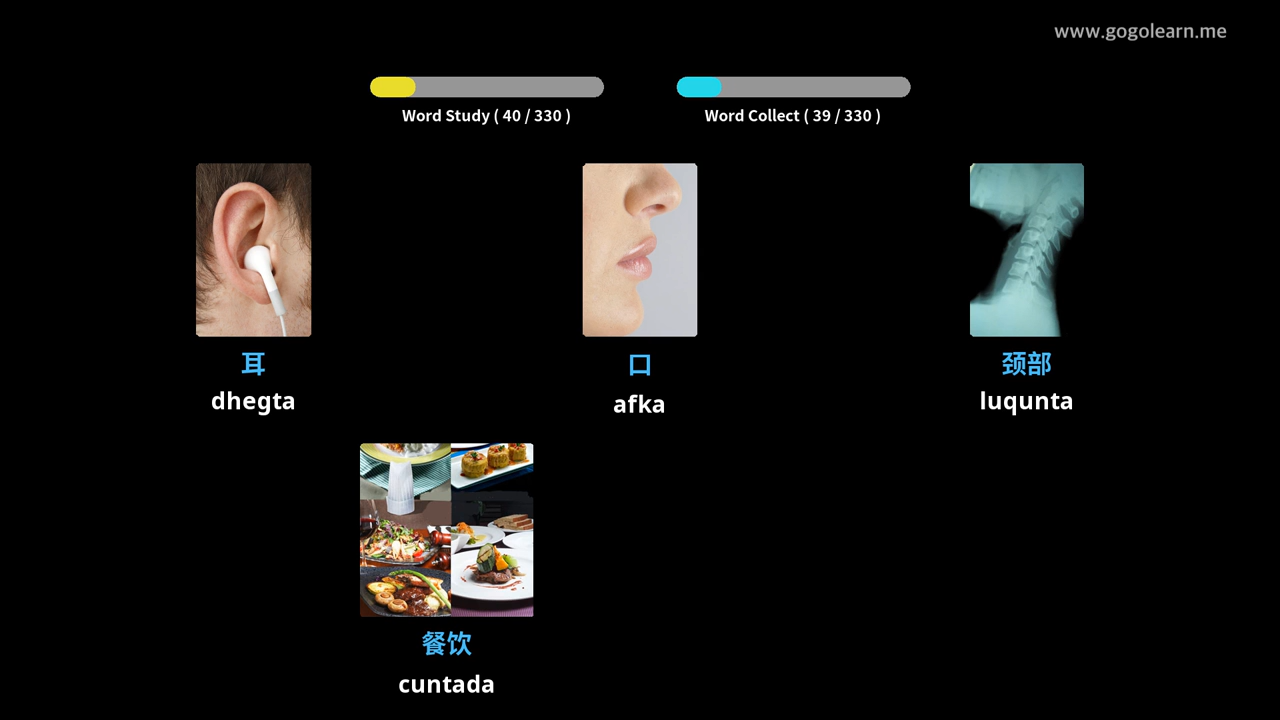 www.gogolearn.me
Word Study ( 40 / 330 )
Word Collect ( 39 / 330 )
耳
dhegta
口
afka
颈部
luqunta
餐饮
cuntada